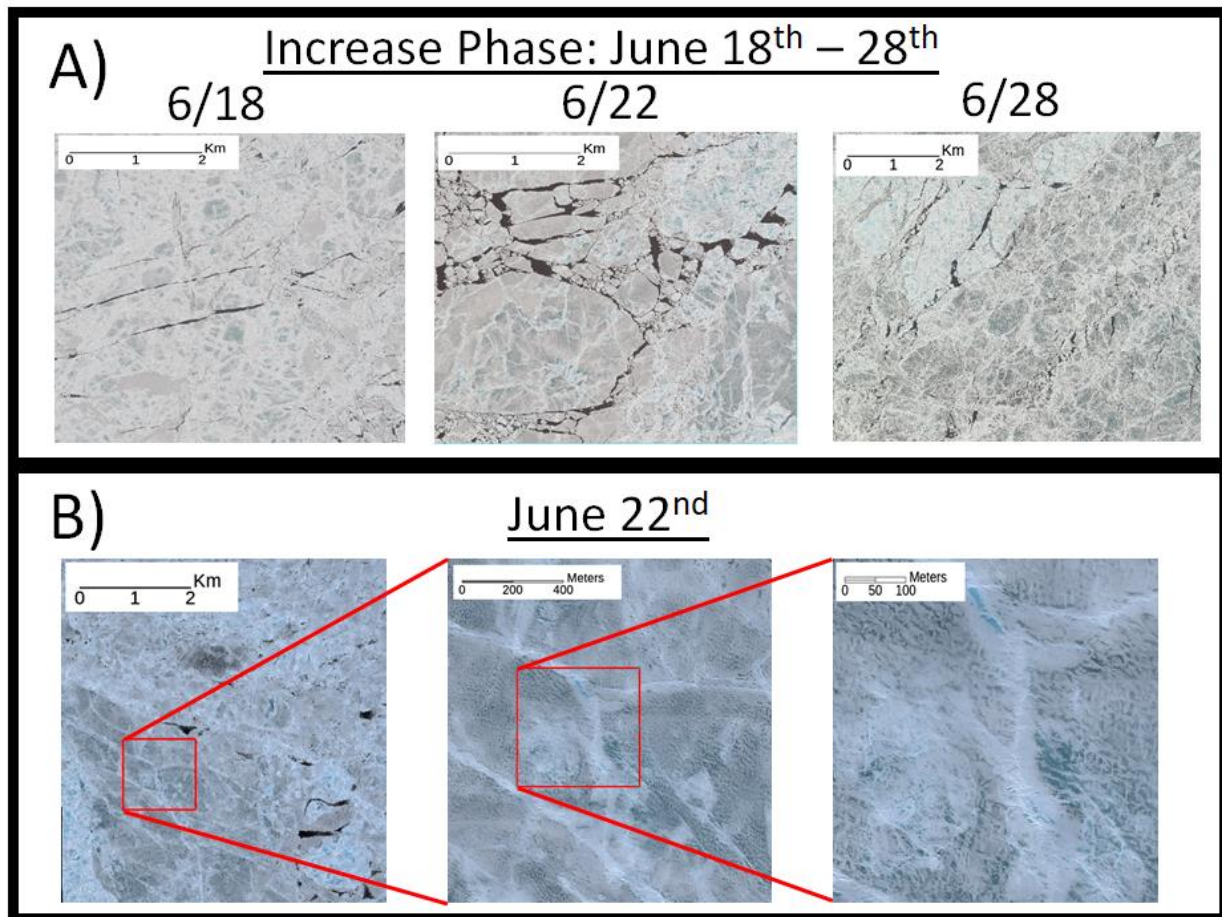 A)
Increase Phase: June 18th – 28th
6/18
6/22
6/28
Km
0 1 2
Km
0 1 2
Km
0 1 2
B)
June 22nd
Km
0 1 2
Meters
0 200 400
Meters
0 50 100